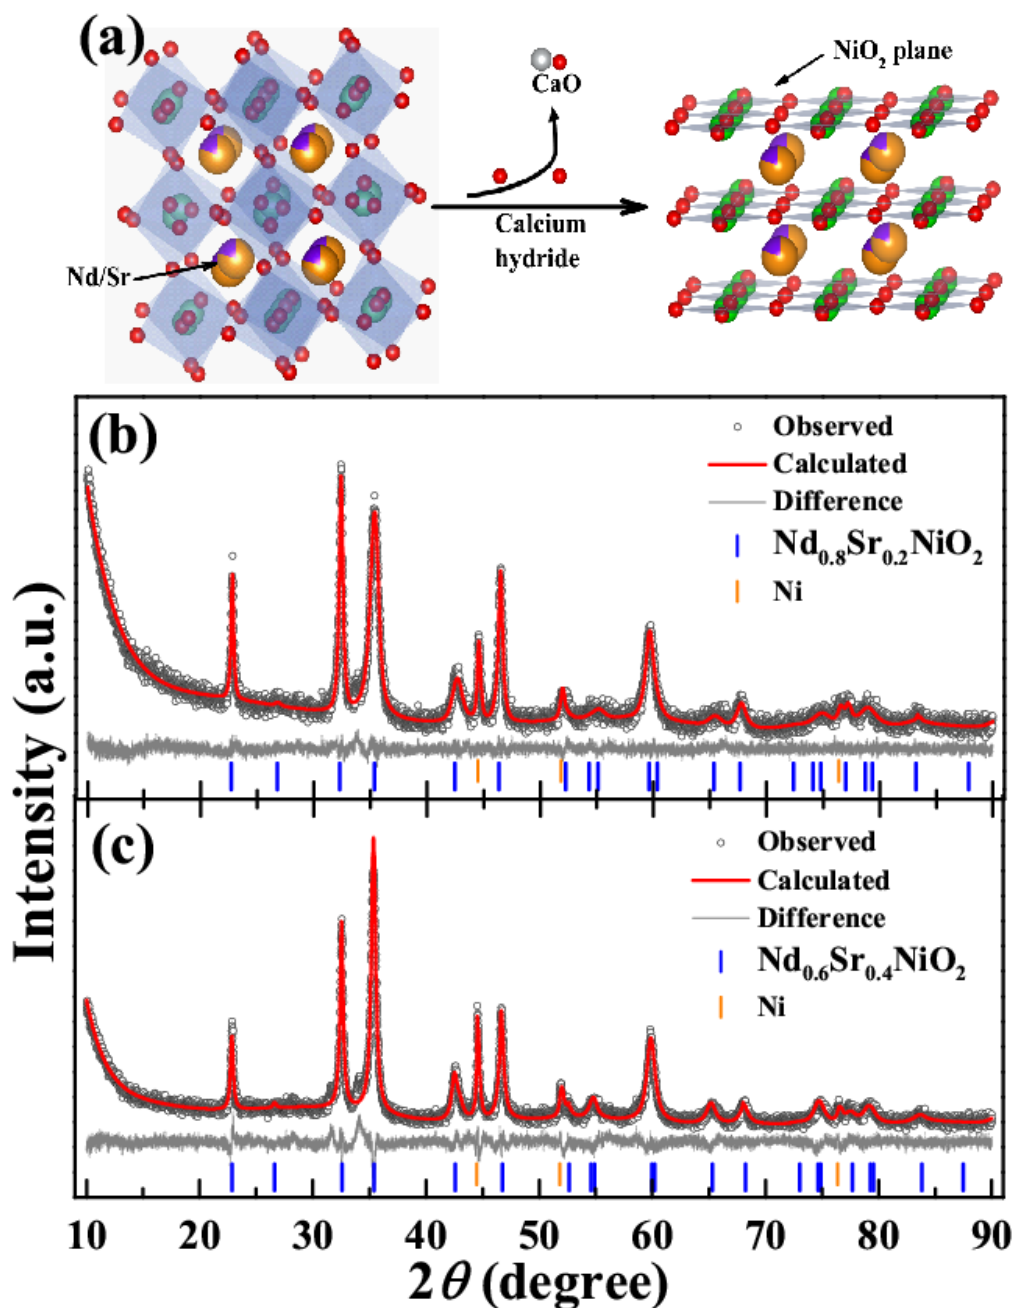 (a)
CaO
NiO₂ plane
Calcium
hydride
Nd/Sr
(b)
Observed
Calculated
Difference
Nd₀.₈Sr₀.₂NiO₂
Ni
(c)
Observed
Calculated
Difference
Nd₀.₆Sr₀.₄NiO₂
Ni
Intensity (a.u.)
10 20 30 40 50 60 70 80 90
2θ (degree)